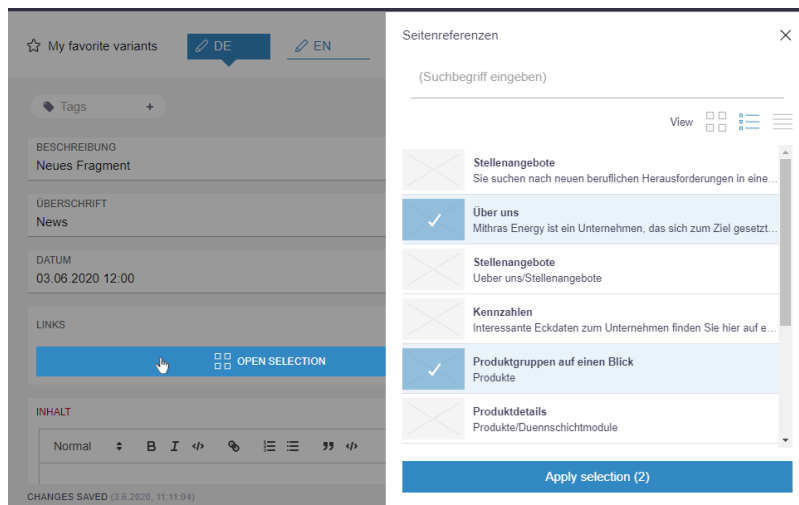 My favorite variants
DE
EN
Tags +
BESCHREIBUNG
Neues Fragment
ÜBERSCHRIFT
News
DATUM
03.06.2020 12:00
LINKS
OPEN SELECTION
INHALT
Normal B I </> ” </>
CHANGES SAVED (3.6.2020, 11:11:04)
Seitenreferenzen
(Suchbegriff eingeben)
View
Stellenangebote
Sie suchen nach neuen beruflichen Herausforderungen in eine...
Über uns
Mithras Energy ist ein Unternehmen, das sich zum Ziel gesetzt...
Stellenangebote
Ueber uns/Stellenangebote
Kennzahlen
Interessante Eckdaten zum Unternehmen finden Sie hier auf e...
Produktgruppen auf einen Blick
Produkte
Produktdetails
Produkte/Duennschichtmodule
Apply selection (2)